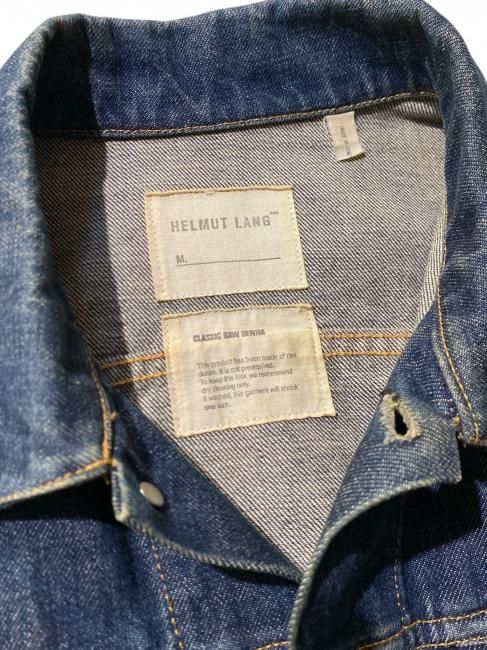 HELMUT LANG
M.
CLASSIC RAW DENIM
This product has been made of raw
denim. It is not prewashed.
To keep this look we recommend
dry cleaning only.
If washed, this garment will shrink
one size.